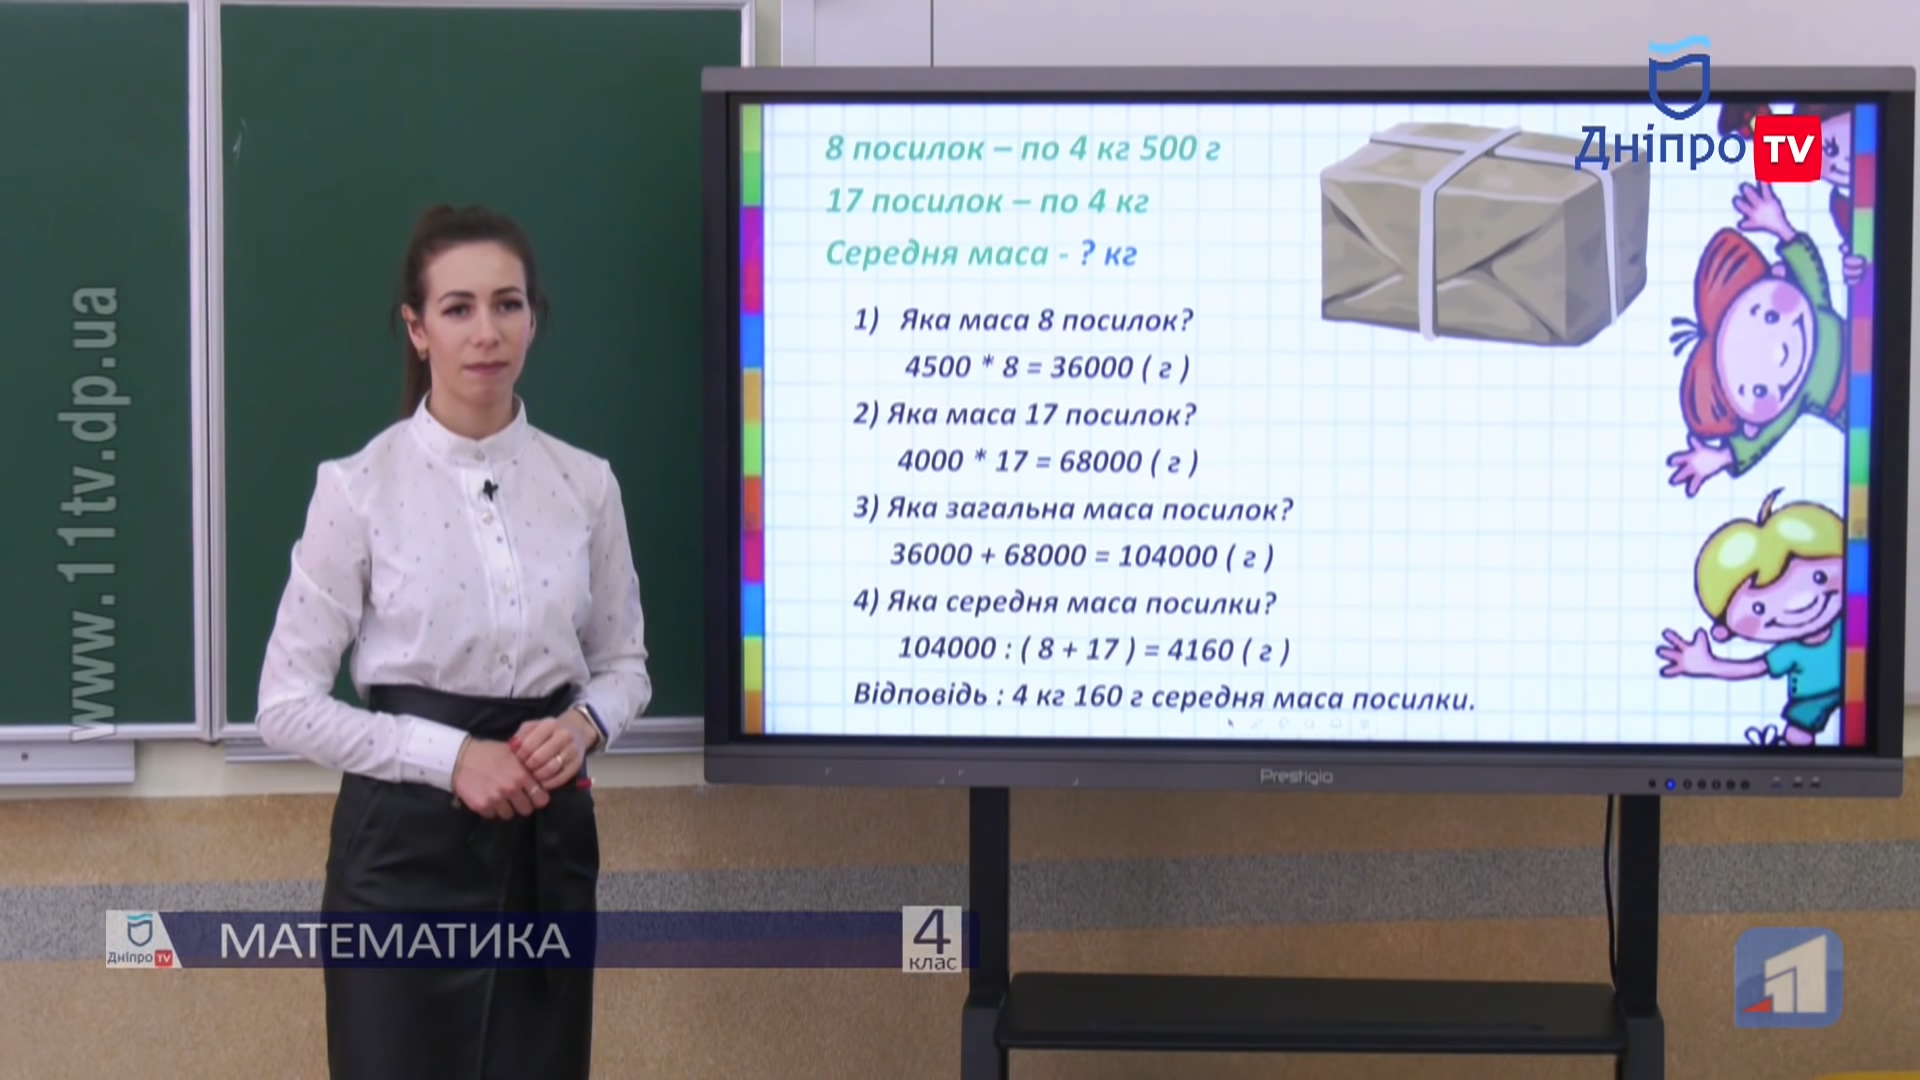 Дніпро TV
www.11tv.dp.ua
8 посилок – по 4 кг 500 г
17 посилок – по 4 кг
Середня маса - ? кг
1) Яка маса 8 посилок?
4500 * 8 = 36000 ( г )
2) Яка маса 17 посилок?
4000 * 17 = 68000 ( г )
3) Яка загальна маса посилок?
36000 + 68000 = 104000 ( г )
4) Яка середня маса посилки?
104000 : ( 8 + 17 ) = 4160 ( г )
Відповідь : 4 кг 160 г середня маса посилки.
Prestigio
Дніпро TV
МАТЕМАТИКА
4
клас
11